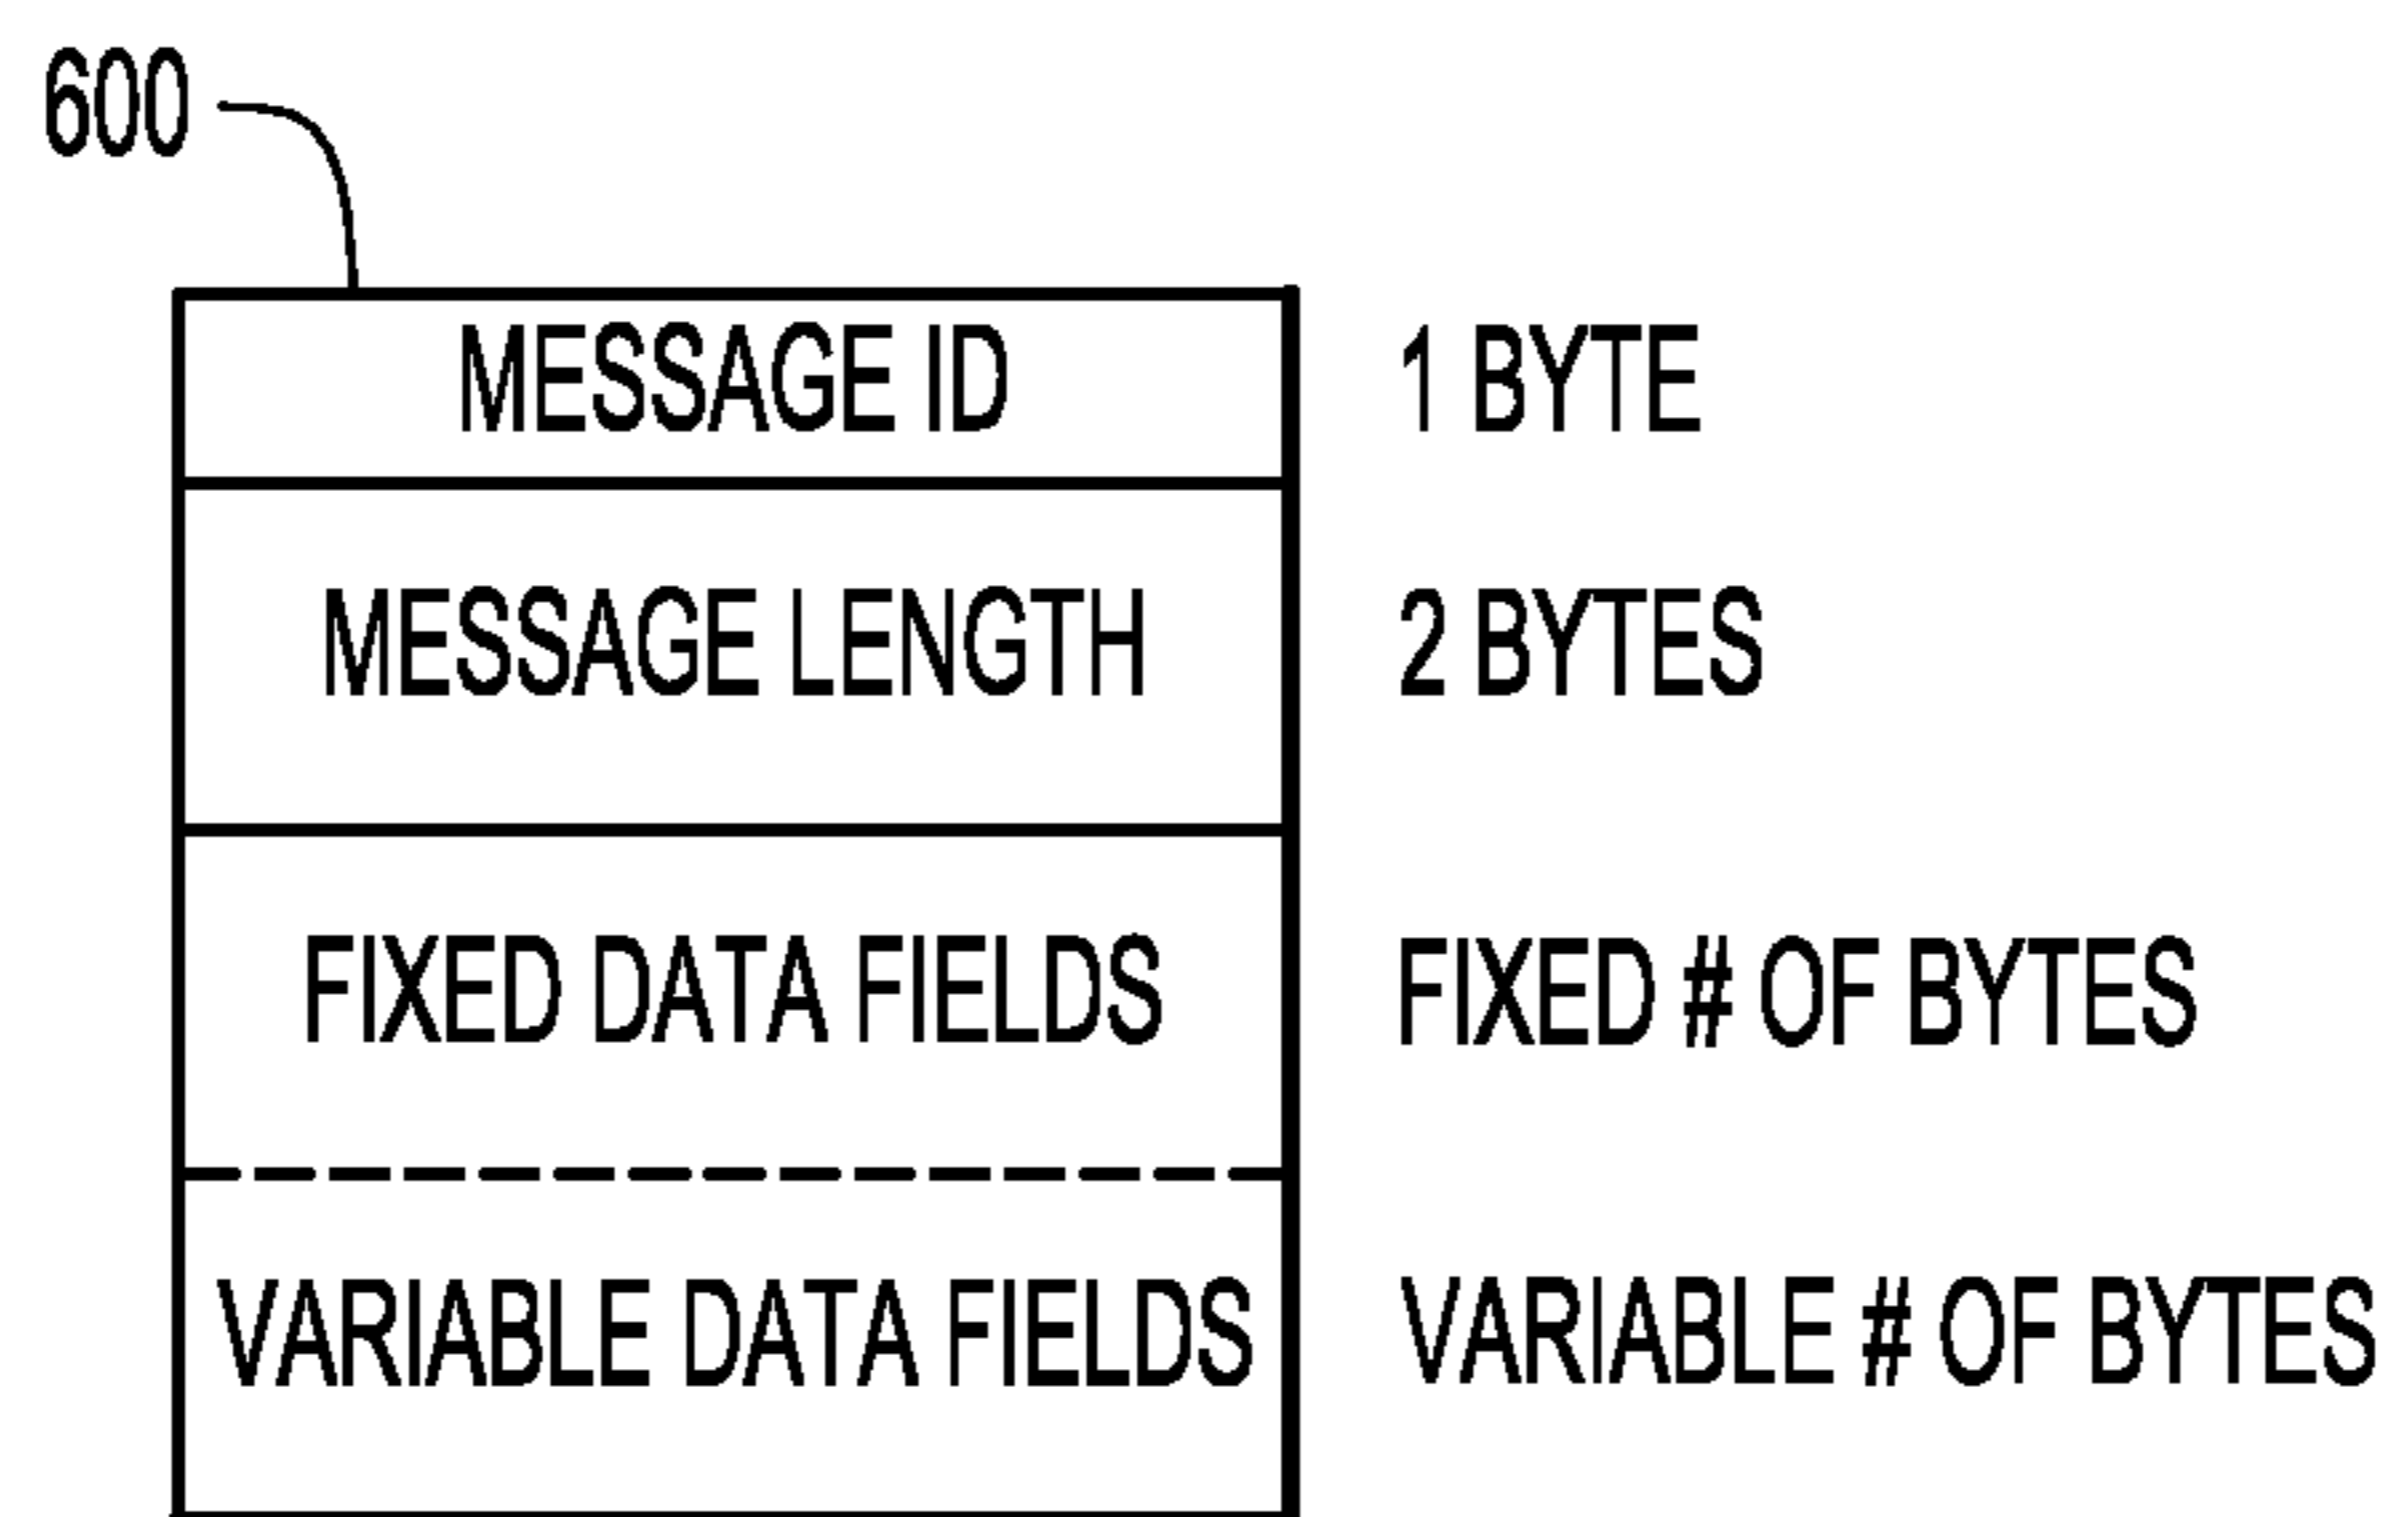 600
MESSAGE ID 1 BYTE
MESSAGE LENGTH 2 BYTES
FIXED DATA FIELDS FIXED # OF BYTES
VARIABLE DATA FIELDS VARIABLE # OF BYTES